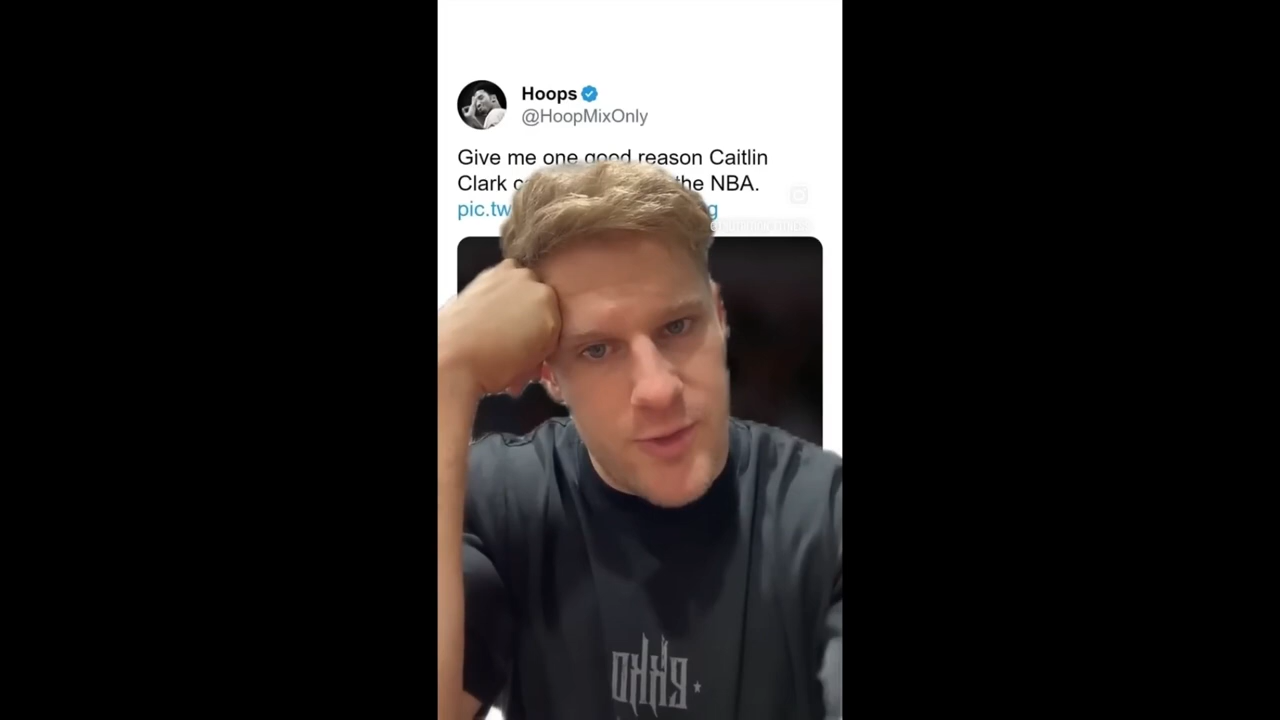 Hoops
@HoopMixOnly
Give me one good reason Caitlin
Clark the NBA.
pic.tw